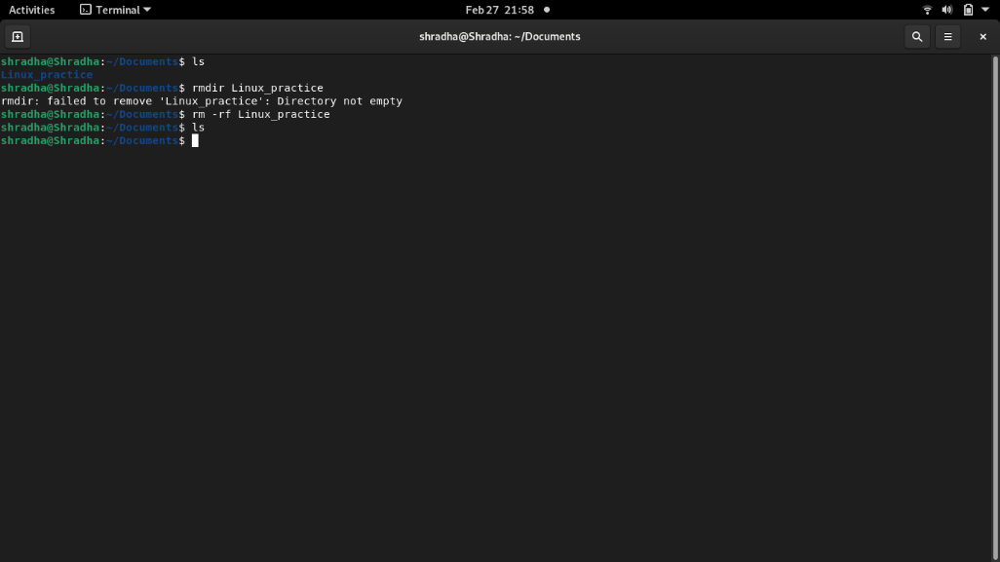 Activities Terminal Feb 27 21:58
shradha@Shradha: ~/Documents
shradha@Shradha:~/Documents$ ls
Linux_practice
shradha@Shradha:~/Documents$ rmdir Linux_practice
rmdir: failed to remove 'Linux_practice': Directory not empty
shradha@Shradha:~/Documents$ rm -rf Linux_practice
shradha@Shradha:~/Documents$ ls
shradha@Shradha:~/Documents$